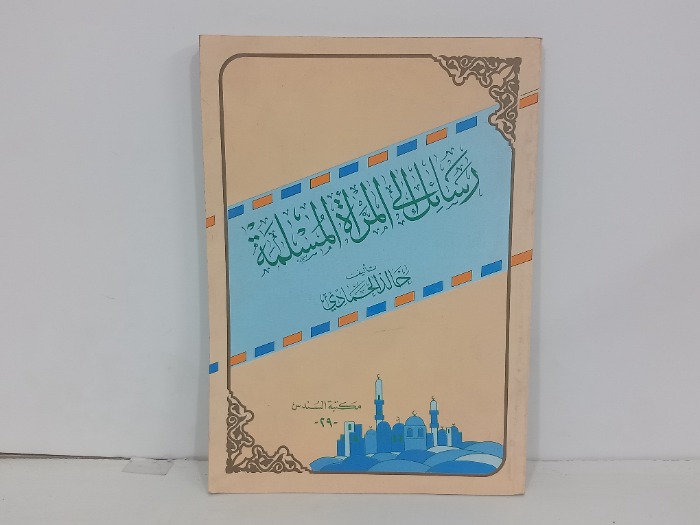 رسائل إلى المرأة المسلمة
تأليف
خالد الحمادي
مكتبة السندس
-٢٩-